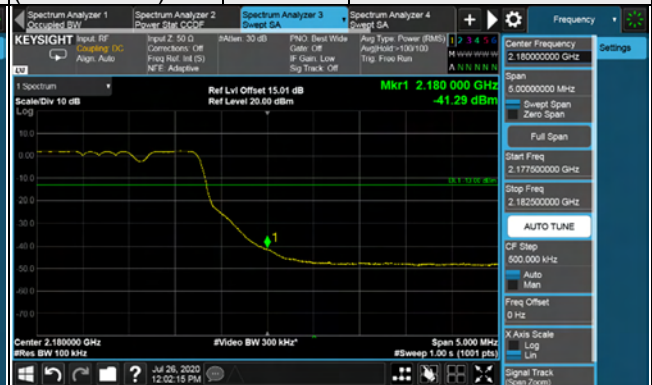 Spectrum Analyzer 1
Occupied BW
Spectrum Analyzer 2
Power Stat CCDF
Spectrum Analyzer 3
Swept SA
Spectrum Analyzer 4
Swept SA
Frequency
KEYSIGHT
Input: RF
Coupling: DC
Align: Auto
Input Z: 50 Ω
Corrections: Off
Freq Ref: Int (S)
NFE: Adaptive
#Atten: 30 dB
PNO: Best Wide
Gate: Off
IF Gain: Low
Sig Track: Off
Avg Type: Power (RMS)
Avg|Hold:>100/100
Trig: Free Run
1 2 3 4 5 6
M W W W W W
A N N N N N
LXI
1 Spectrum
Scale/Div 10 dB
Log
Ref Lvl Offset 15.01 dB
Ref Level 20.00 dBm
Mkr1 2.180 000 GHz
-41.29 dBm
10.0
0.00
-10.0
-20.0
-30.0
-40.0
-50.0
-60.0
-70.0
DL1 -13.00 dBm
1
Center 2.180000 GHz
#Res BW 100 kHz
#Video BW 300 kHz*
Span 5.000 MHz
#Sweep 1.00 s (1001 pts)
Jul 26, 2020
12:02:15 PM
Center Frequency
2.180000000 GHz
Span
5.00000000 MHz
Swept Span
Zero Span
Full Span
Start Freq
2.177500000 GHz
Stop Freq
2.182500000 GHz
AUTO TUNE
CF Step
500.000 kHz
Auto
Man
Freq Offset
0 Hz
X Axis Scale
Log
Lin
Signal Track
(Span Zoom)
Settings